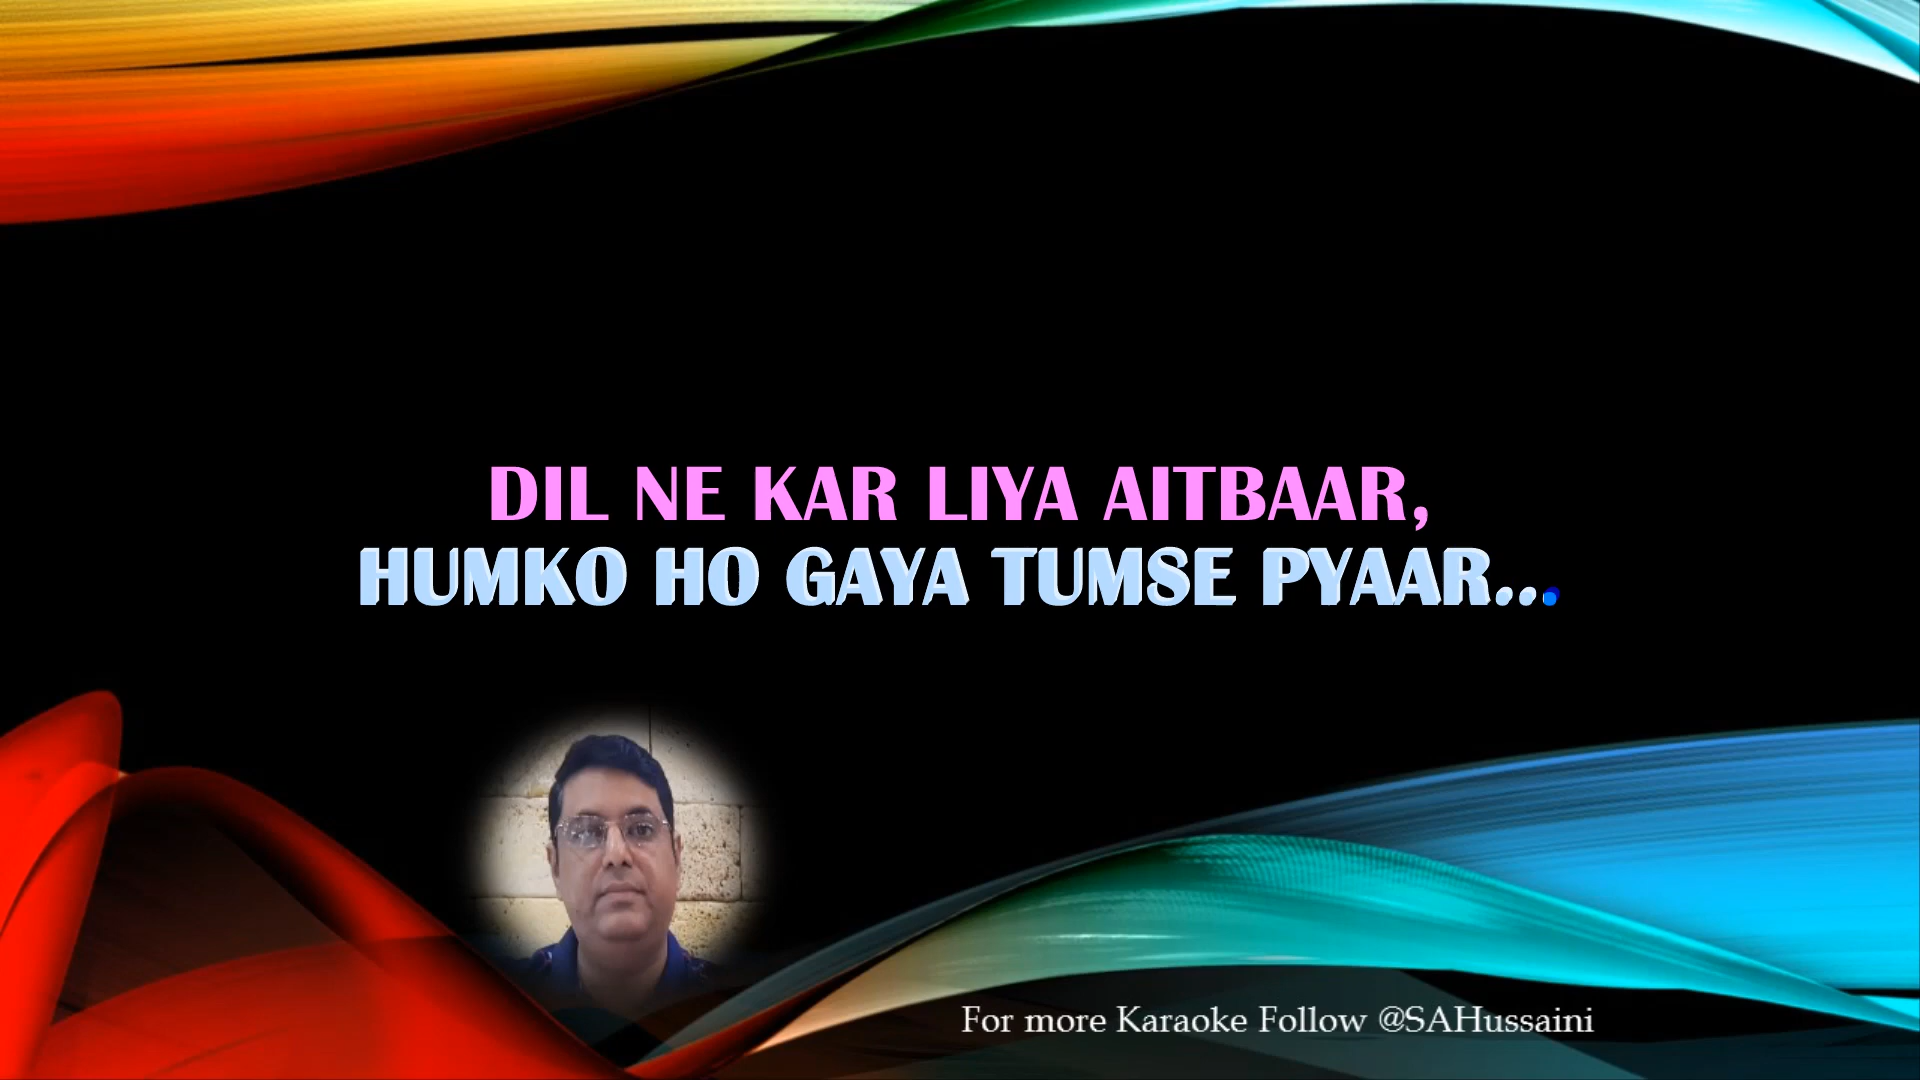 DIL NE KAR LIYA AITBAAR,
HUMKO HO GAYA TUMSE PYAAR...
For more Karaoke Follow @SAHussaini